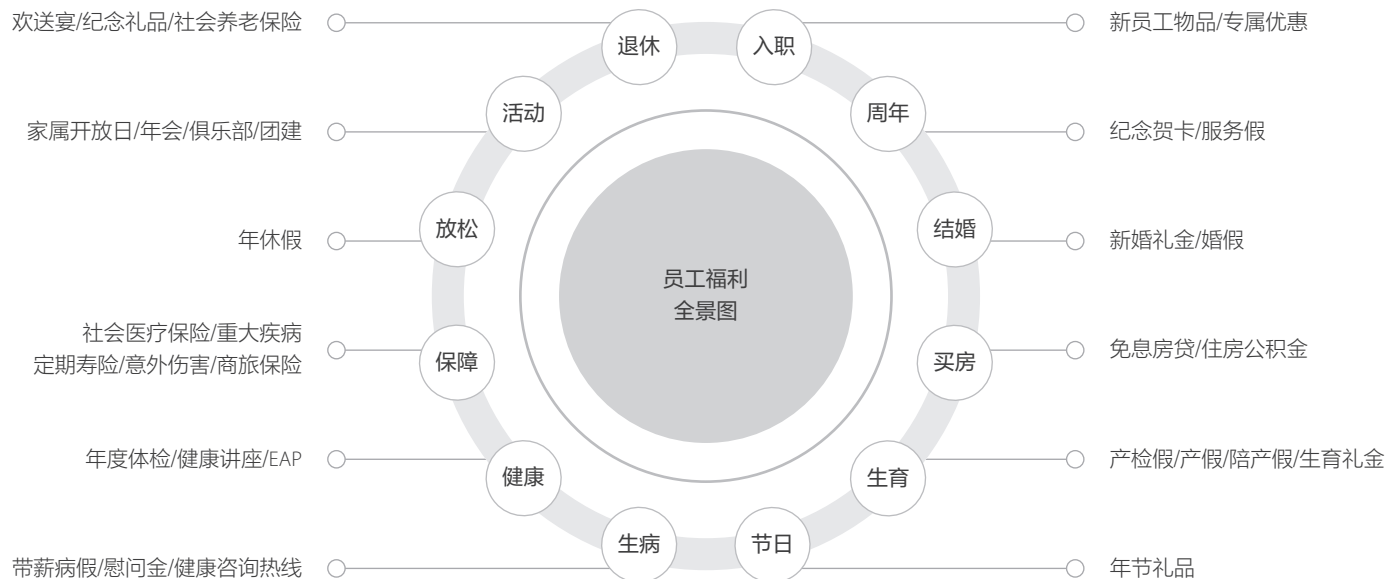 欢送宴/纪念礼品/社会养老保险
退休
入职
新员工物品/专属优惠
家属开放日/年会/俱乐部/团建
活动
周年
纪念贺卡/服务假
年休假
放松
结婚
新婚礼金/婚假
员工福利
全景图
社会医疗保险/重大疾病
定期寿险/意外伤害/商旅保险
保障
买房
免息房贷/住房公积金
年度体检/健康讲座/EAP
健康
生育
产检假/产假/陪产假/生育礼金
带薪病假/慰问金/健康咨询热线
生病
节日
年节礼品